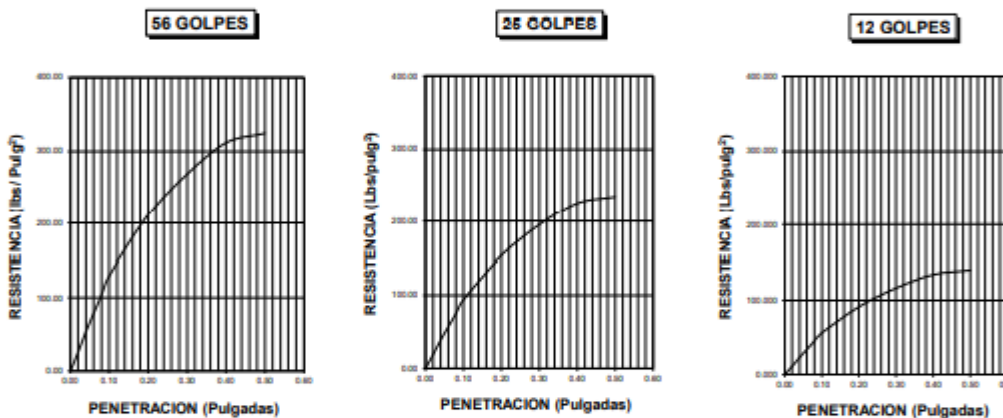 56 GOLPES
400.00
300.00
200.00
100.00
0.00
0.00 0.10 0.20 0.30 0.40 0.50 0.60
RESISTENCIA |lbs/ Pulg²)
PENETRACION (Pulgadas)
25 GOLPES
400.00
300.00
200.00
100.00
0.00
0.00 0.10 0.20 0.30 0.40 0.50 0.60
RESISTENCIA (Lbs/pulg²)
PENETRACION (Pulgadas)
12 GOLPES
400.000
300.000
200.000
100.000
0.000
0.00 0.10 0.20 0.30 0.40 0.50
RESISTENCIA |Lbs/pulg²)
PENETRACION (Pulgadas)